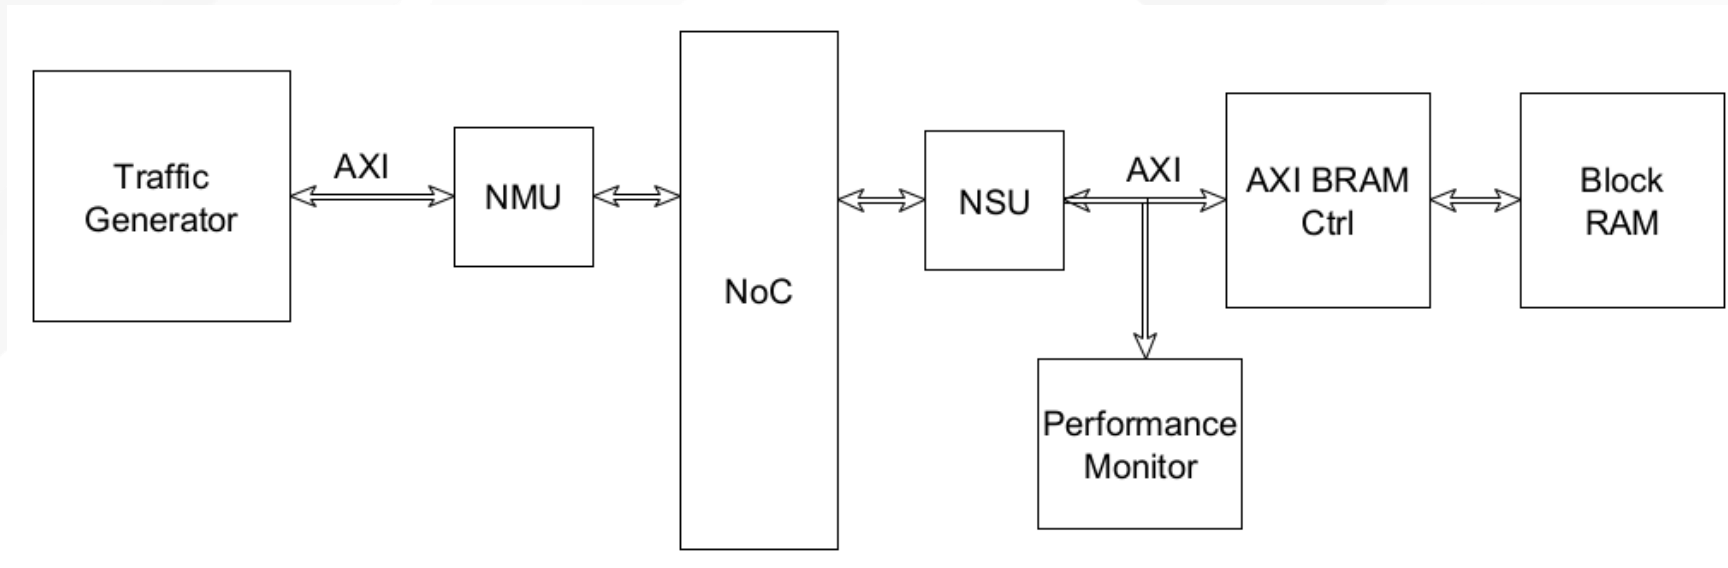 Traffic
Generator
AXI
NMU
NoC
NSU
AXI
AXI BRAM
Ctrl
Block
RAM
Performance
Monitor